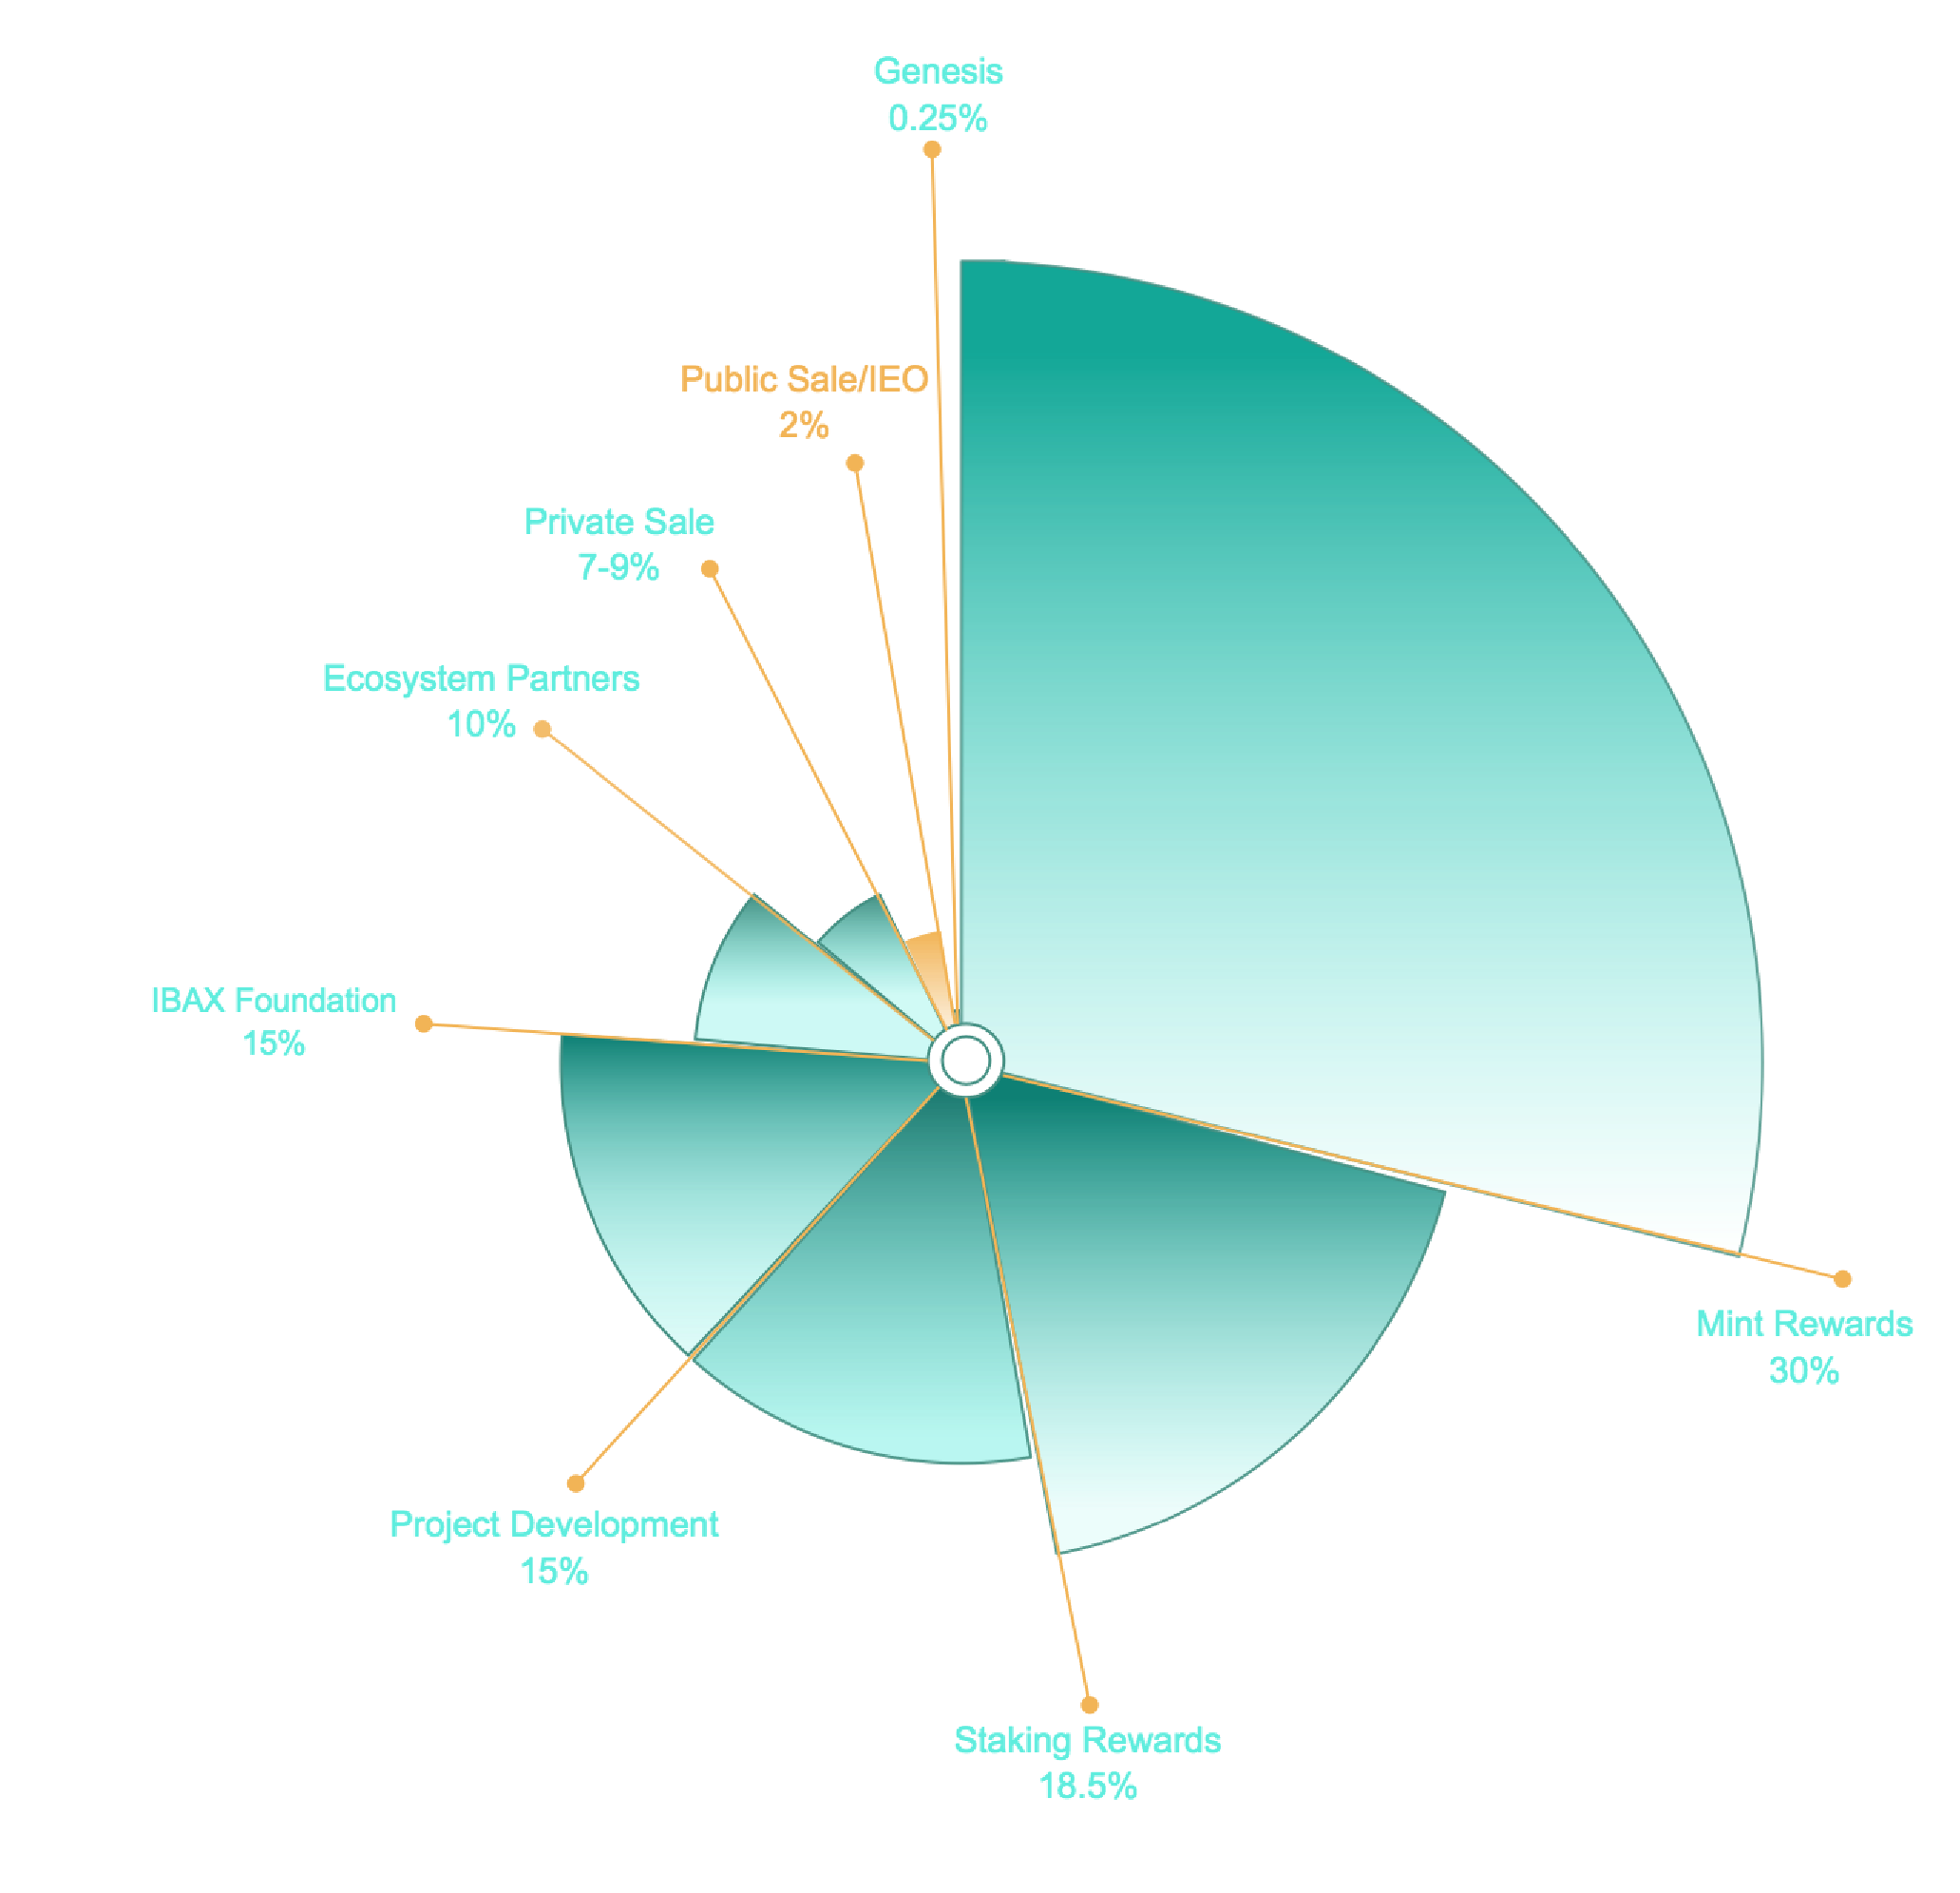 Genesis
0.25%
Public Sale/IEO
2%
Private Sale
7-9%
Ecosystem Partners
10%
IBAX Foundation
15%
Mint Rewards
30%
Project Development
15%
Staking Rewards
18.5%